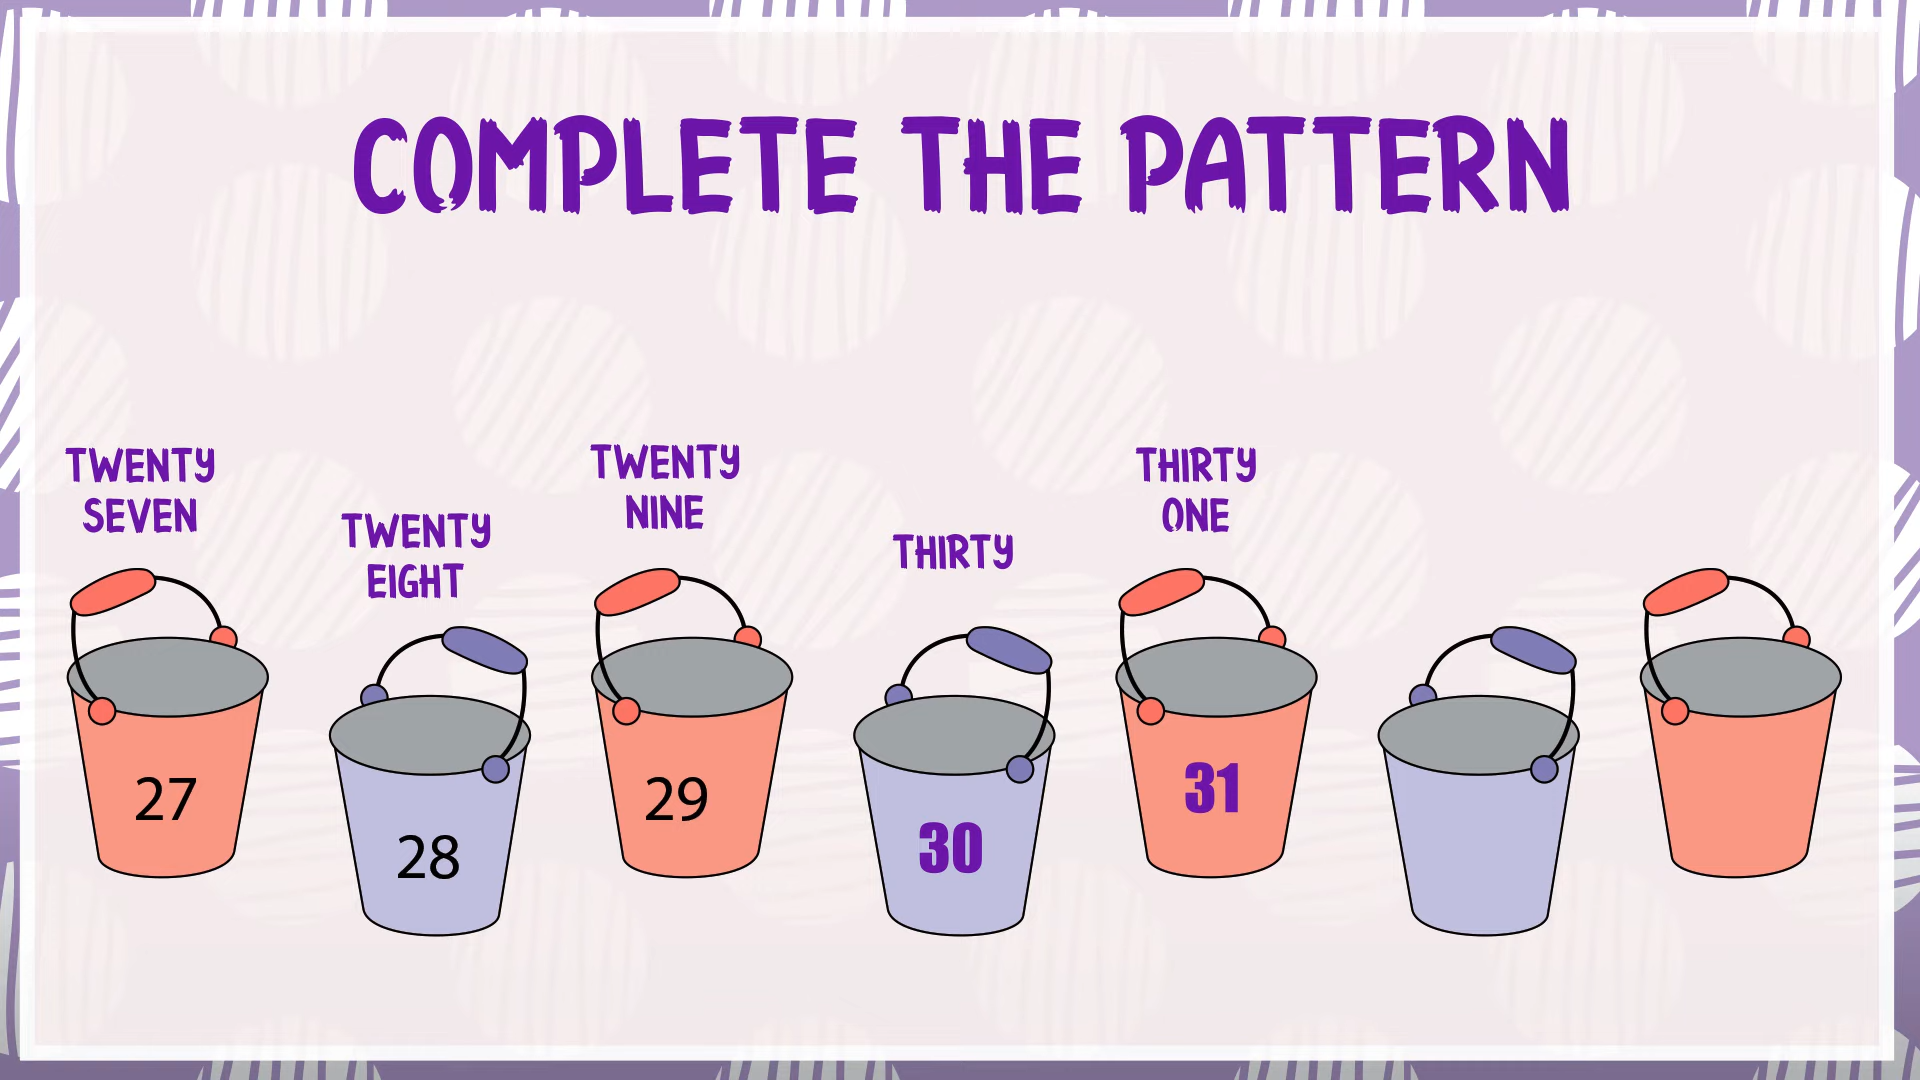 COMPLETE THE PATTERN
TWENTY
SEVEN
TWENTY
EIGHT
TWENTY
NINE
THIRTY
THIRTY
ONE
27
28
29
30
31